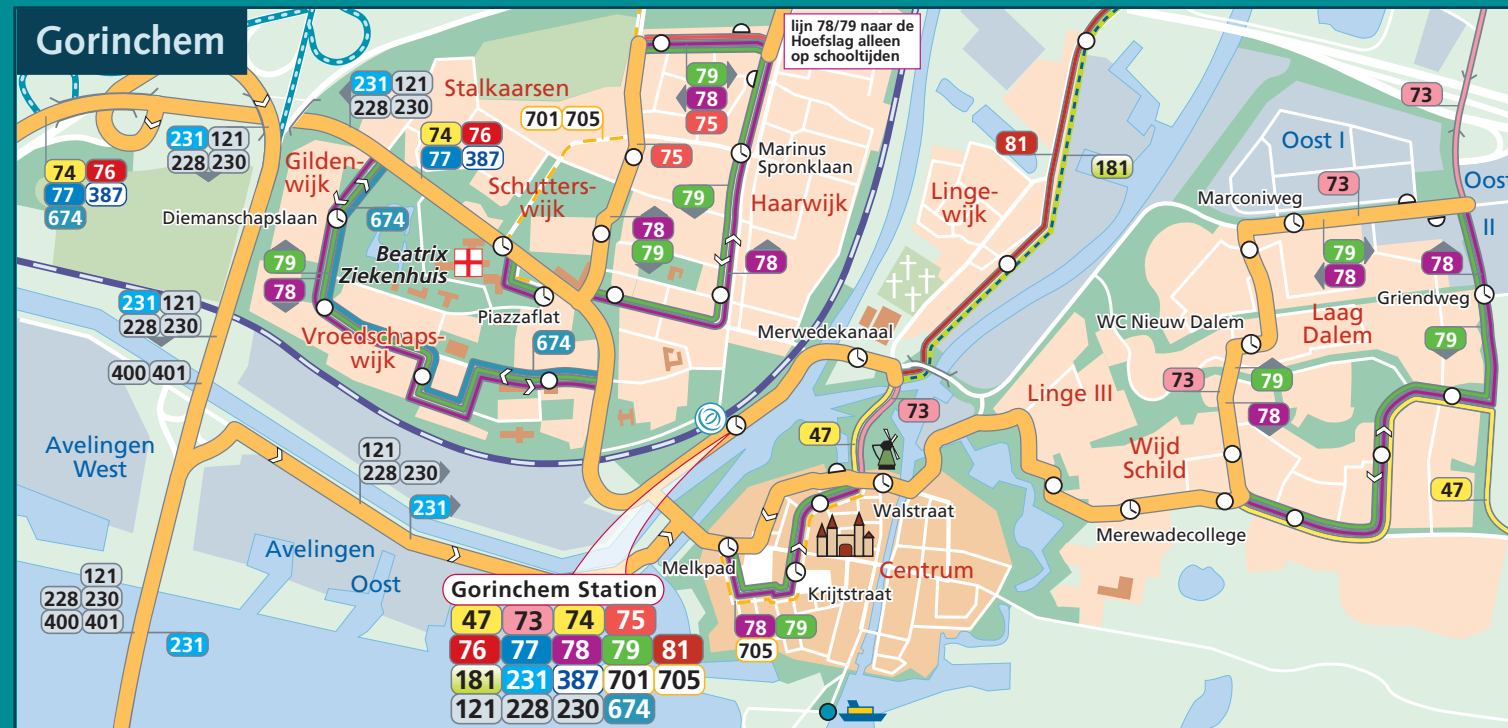 Gorinchem
lijn 78/79 naar de
Hoefslag alleen
op schooltijden
231 121
228 230
Stalkaarsen
701 705
79
78
75
73
231 121
228 230
74 76
77 387
74 76
77 387
674
Gilden-
wijk
Schutters-
wijk
75
Marinus
Spronklaan
79
Haarwijk
81
181
Linge-
wijk
Oost I
73
Oost
II
Marconiweg
Diemanschapslaan
674
Beatrix
Ziekenhuis
78
79
78
79
78
79
78
78
Griendweg
Piazzaflat
231 121
228 230
Vroedschaps-
wijk
674
Merwedekanaal
WC Nieuw Dalem
Laag
Dalem
79
400 401
73
79
78
73
Linge III
47
Avelingen
West
121
228 230
231
Wijd
Schild
47
Walstraat
Merewadecollege
Avelingen
Oost
Melkpad
Centrum
Krijtstraat
121
228 230
400 401
231
Gorinchem Station
47 73 74 75
76 77 78 79 81
181 231 387 701 705
121 228 230 674
78 79
705